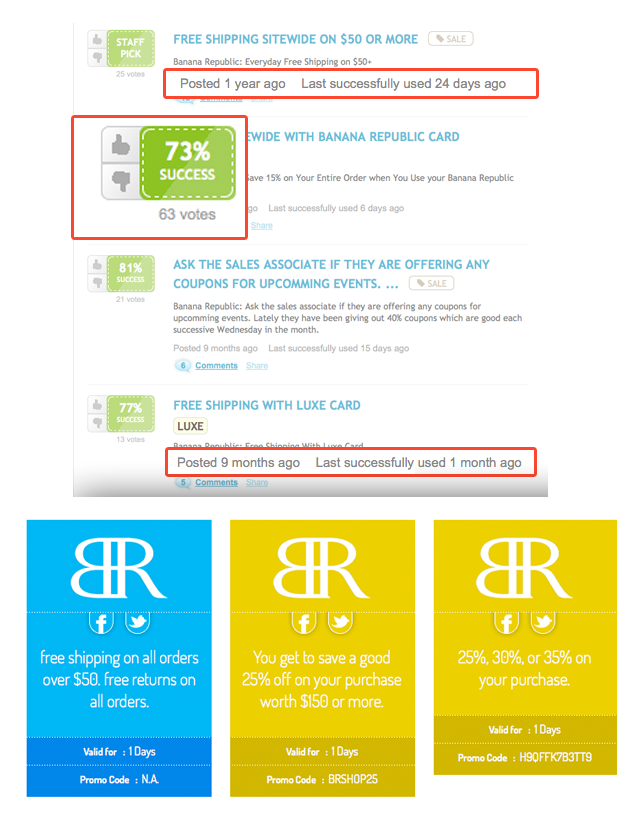 STAFF
PICK
25 votes
FREE SHIPPING SITEWIDE ON $50 OR MORE SALE
Banana Republic: Everyday Free Shipping on $50+
Posted 1 year ago Last successfully used 24 days ago
Comments Share
73%
SUCCESS
63 votes
EWIDE WITH BANANA REPUBLIC CARD
Save 15% on Your Entire Order when You Use your Banana Republic
go Last successfully used 6 days ago
Share
81%
SUCCESS
21 votes
ASK THE SALES ASSOCIATE IF THEY ARE OFFERING ANY
COUPONS FOR UPCOMMING EVENTS. ... SALE
Banana Republic: Ask the sales associate if they are offering any coupons for
upcomming events. Lately they have been giving out 40% coupons which are good each
successive Wednesday in the month.
Posted 9 months ago Last successfully used 15 days ago
6 Comments Share
77%
SUCCESS
13 votes
FREE SHIPPING WITH LUXE CARD
LUXE
Banana Republic: Free Shipping With Luxe Card
Posted 9 months ago Last successfully used 1 month ago
5 Comments Share
BR
free shipping on all orders
over $50. free returns on
all orders.
Valid for : 1 Days
Promo Code : N.A.
BR
You get to save a good
25% off on your purchase
worth $150 or more.
Valid for : 1 Days
Promo Code : BRSHOP25
BR
25%, 30%, or 35% on
your purchase.
Valid for : 1 Days
Promo Code : H9QFFK7B3TT9